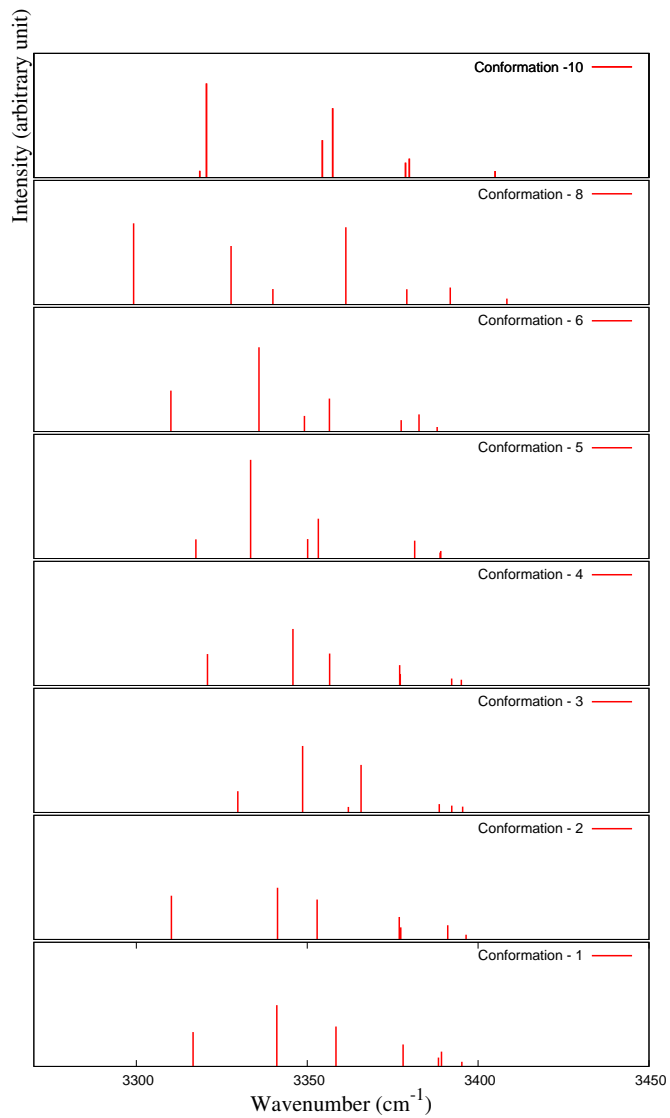 Intensity (arbitrary unit)
Conformation -10
Conformation - 8
Conformation - 6
Conformation - 5
Conformation - 4
Conformation - 3
Conformation - 2
Conformation - 1
3300
3350
3400
3450
Wavenumber (cm-1)